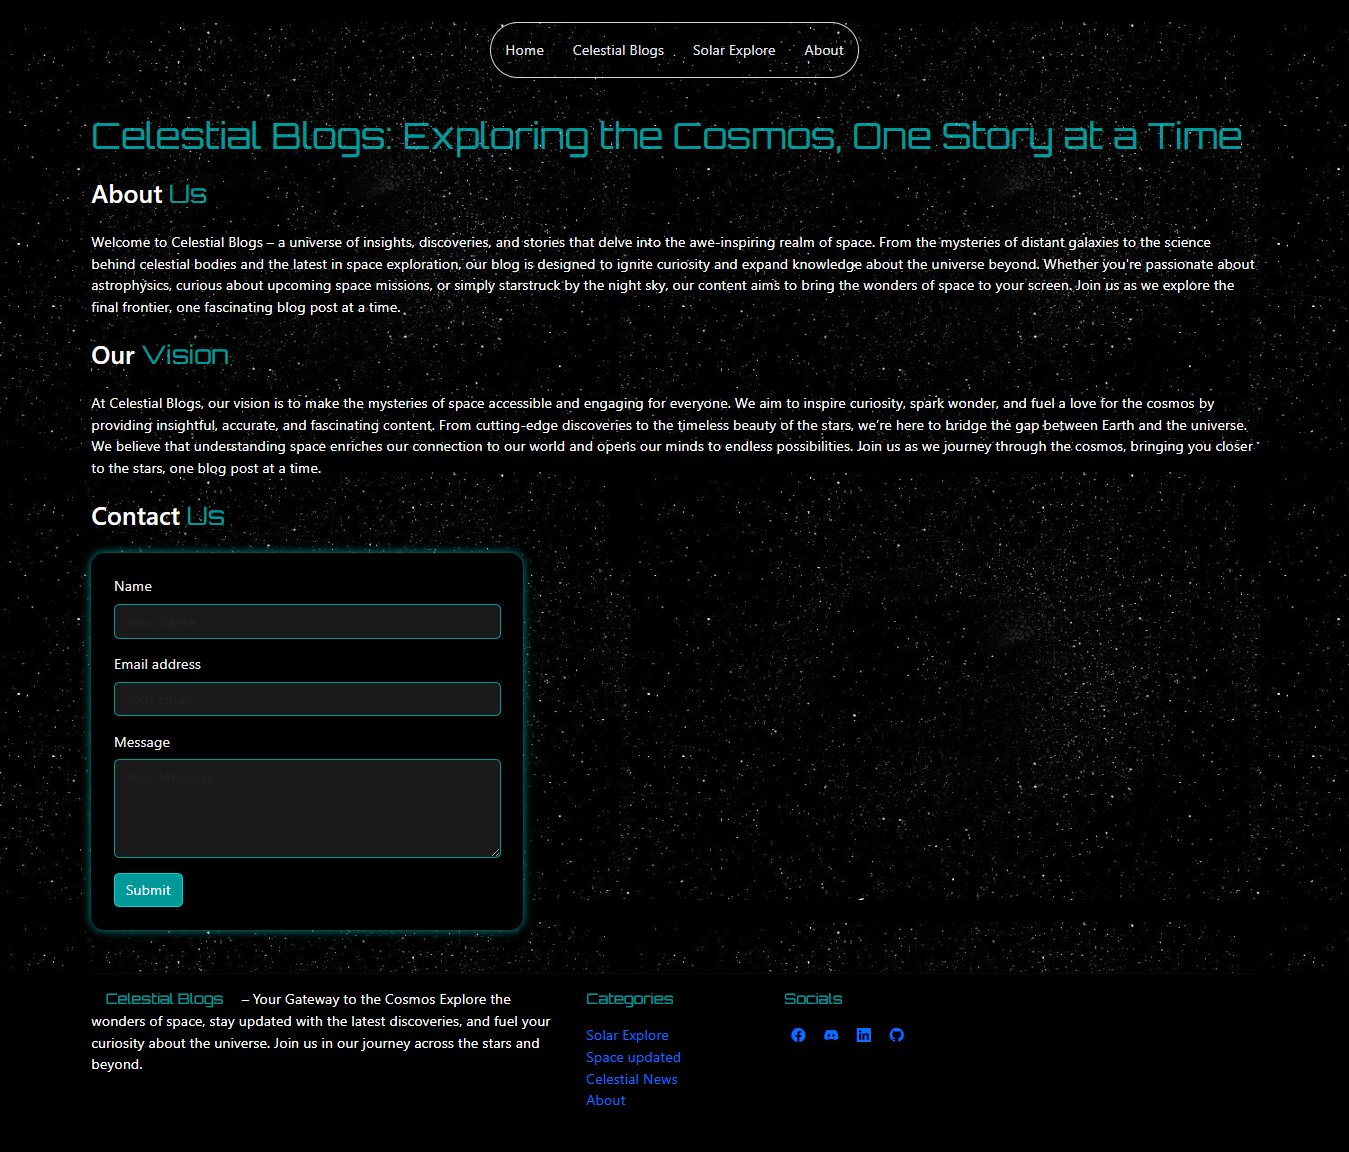 Home Celestial Blogs Solar Explore About
Celestial Blogs: Exploring the Cosmos, One Story at a Time
About Us
Welcome to Celestial Blogs – a universe of insights, discoveries, and stories that delve into the awe-inspiring realm of space. From the mysteries of distant galaxies to the science
behind celestial bodies and the latest in space exploration, our blog is designed to ignite curiosity and expand knowledge about the universe beyond. Whether you're passionate about
astrophysics, curious about upcoming space missions, or simply starstruck by the night sky, our content aims to bring the wonders of space to your screen. Join us as we explore the
final frontier, one fascinating blog post at a time.
Our Vision
At Celestial Blogs, our vision is to make the mysteries of space accessible and engaging for everyone. We aim to inspire curiosity, spark wonder, and fuel a love for the cosmos by
providing insightful, accurate, and fascinating content. From cutting-edge discoveries to the timeless beauty of the stars, we're here to bridge the gap between Earth and the universe.
We believe that understanding space enriches our connection to our world and opens our minds to endless possibilities. Join us as we journey through the cosmos, bringing you closer
to the stars, one blog post at a time.
Contact Us
Name
Your Name
Email address
Your Email
Message
Your Message
Submit
Celestial Blogs – Your Gateway to the Cosmos Explore the
wonders of space, stay updated with the latest discoveries, and fuel your
curiosity about the universe. Join us in our journey across the stars and
beyond.
Categories
Solar Explore
Space updated
Celestial News
About
Socials